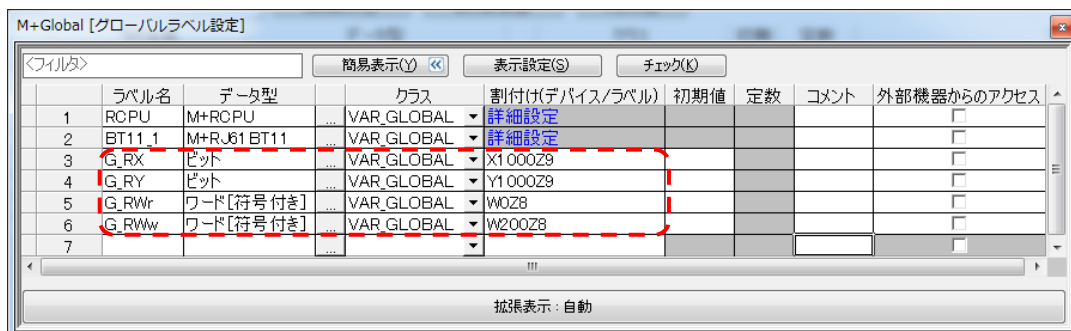 M+Global [グローバルラベル設定]
<フィルタ> 簡易表示(Y) 表示設定(S) チェック(K)
ラベル名 データ型 クラス 割付け(デバイス/ラベル) 初期値 定数 コメント 外部機器からのアクセス
1 RCPU M+RCPU ... VAR_GLOBAL 詳細設定
2 BT11_1 M+RJ61BT11 ... VAR_GLOBAL 詳細設定
3 G_RX ビット ... VAR_GLOBAL X1000Z9
4 G_RY ビット ... VAR_GLOBAL Y1000Z9
5 G_RWr ワード[符号付き] ... VAR_GLOBAL W0Z8
6 G_RWw ワード[符号付き] ... VAR_GLOBAL W200Z8
7 ...
拡張表示：自動